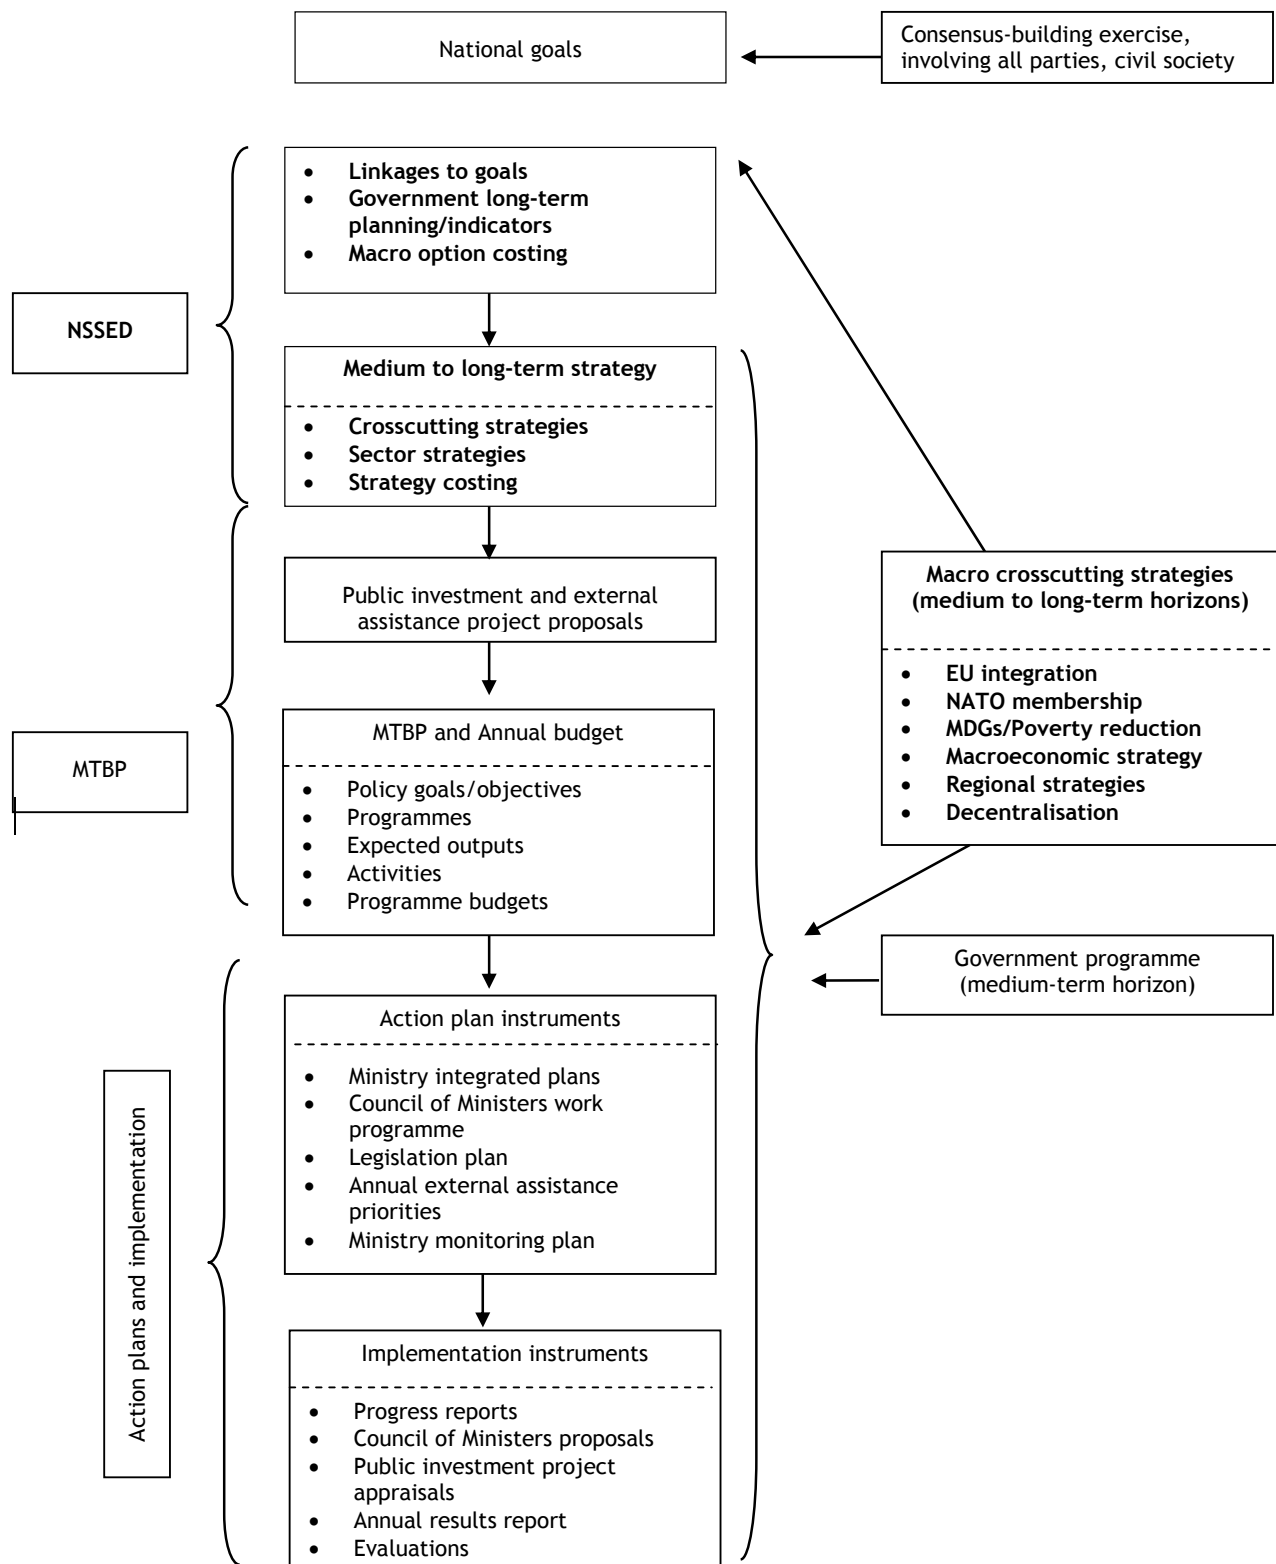 National goals
Consensus-building exercise,
involving all parties, civil society
• Linkages to goals
• Government long-term
planning/indicators
• Macro option costing
NSSED
Medium to long-term strategy
• Crosscutting strategies
• Sector strategies
• Strategy costing
Public investment and external
assistance project proposals
Macro crosscutting strategies
(medium to long-term horizons)
• EU integration
• NATO membership
• MDGs/Poverty reduction
• Macroeconomic strategy
• Regional strategies
• Decentralisation
MTBP
MTBP and Annual budget
• Policy goals/objectives
• Programmes
• Expected outputs
• Activities
• Programme budgets
Government programme
(medium-term horizon)
Action plans and implementation
Action plan instruments
• Ministry integrated plans
• Council of Ministers work
programme
• Legislation plan
• Annual external assistance
priorities
• Ministry monitoring plan
Implementation instruments
• Progress reports
• Council of Ministers proposals
• Public investment project
appraisals
• Annual results report
• Evaluations